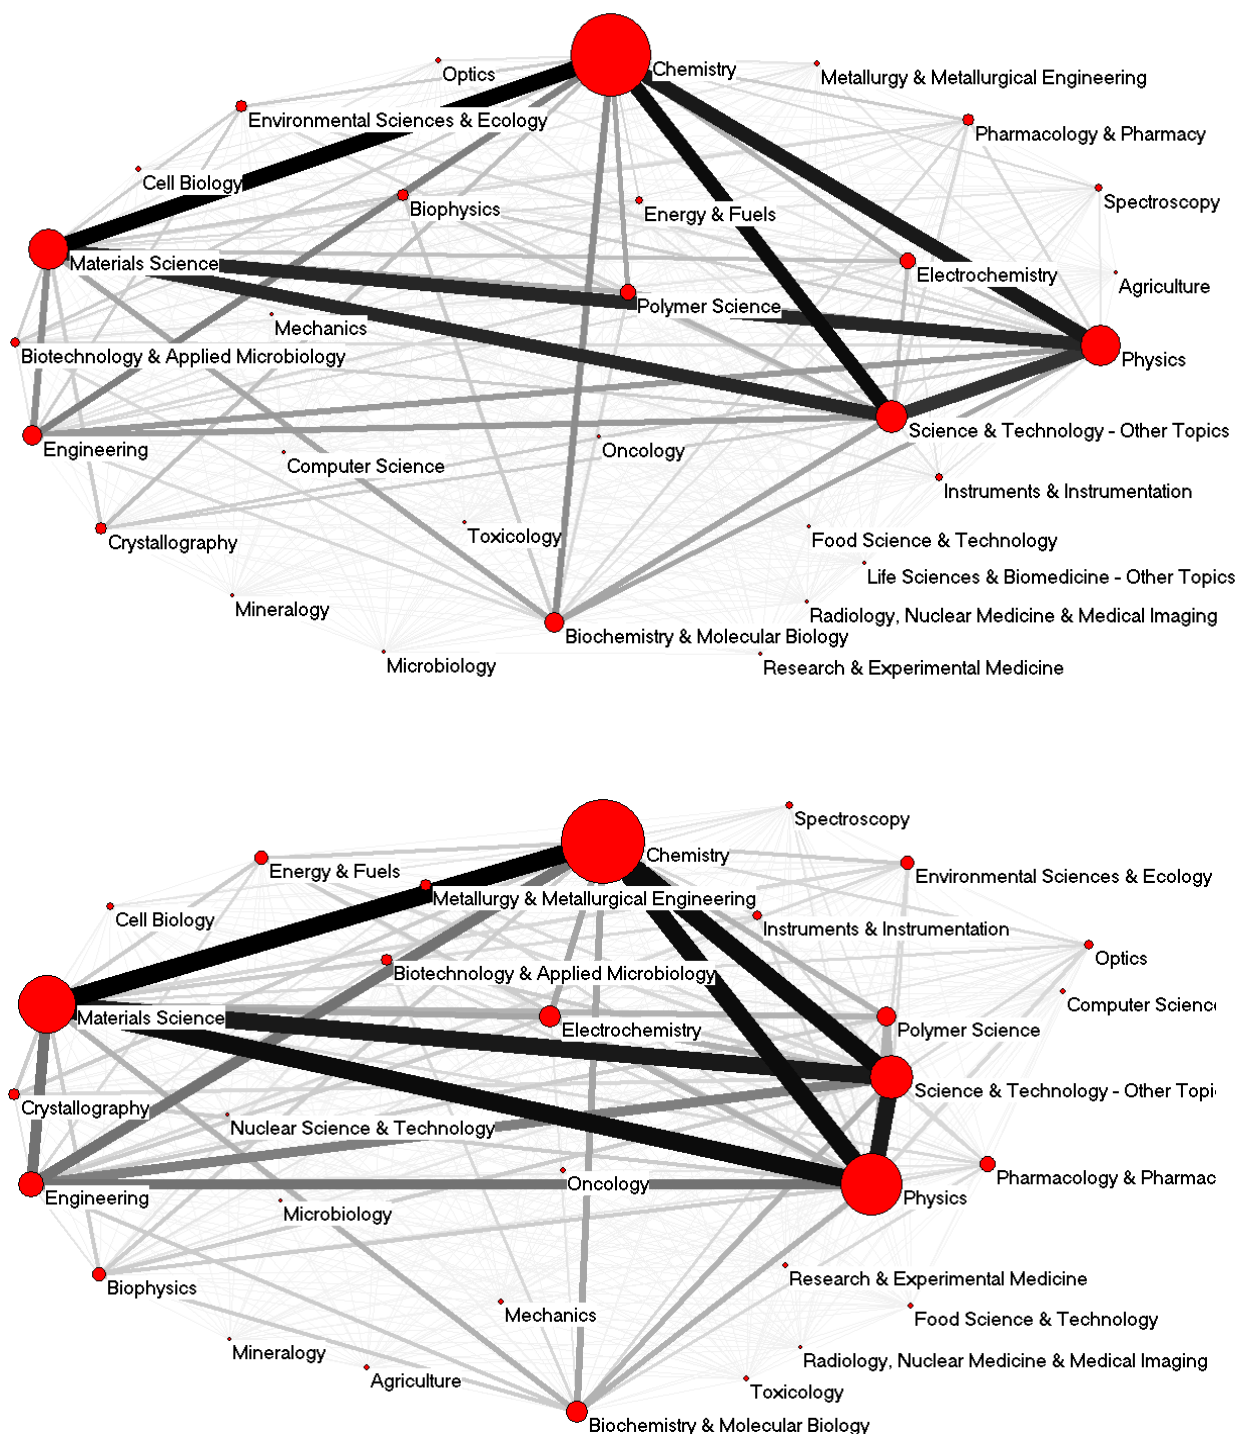 Chemistry
Optics
Metallurgy & Metallurgical Engineering
Environmental Sciences & Ecology
Pharmacology & Pharmacy
Cell Biology
Biophysics
Energy & Fuels
Spectroscopy
Materials Science
Electrochemistry
Agriculture
Polymer Science
Mechanics
Biotechnology & Applied Microbiology
Physics
Science & Technology - Other Topics
Engineering
Oncology
Computer Science
Instruments & Instrumentation
Crystallography
Toxicology
Food Science & Technology
Life Sciences & Biomedicine - Other Topics
Mineralogy
Radiology, Nuclear Medicine & Medical Imaging
Biochemistry & Molecular Biology
Microbiology
Research & Experimental Medicine
Spectroscopy
Chemistry
Energy & Fuels
Environmental Sciences & Ecology
Metallurgy & Metallurgical Engineering
Cell Biology
Instruments & Instrumentation
Optics
Biotechnology & Applied Microbiology
Computer Scienc
Materials Science
Electrochemistry
Polymer Science
Science & Technology - Other Topi
Crystallography
Nuclear Science & Technology
Pharmacology & Pharmac
Oncology
Engineering
Physics
Microbiology
Research & Experimental Medicine
Biophysics
Mechanics
Food Science & Technology
Mineralogy
Radiology, Nuclear Medicine & Medical Imaging
Agriculture
Toxicology
Biochemistry & Molecular Biology